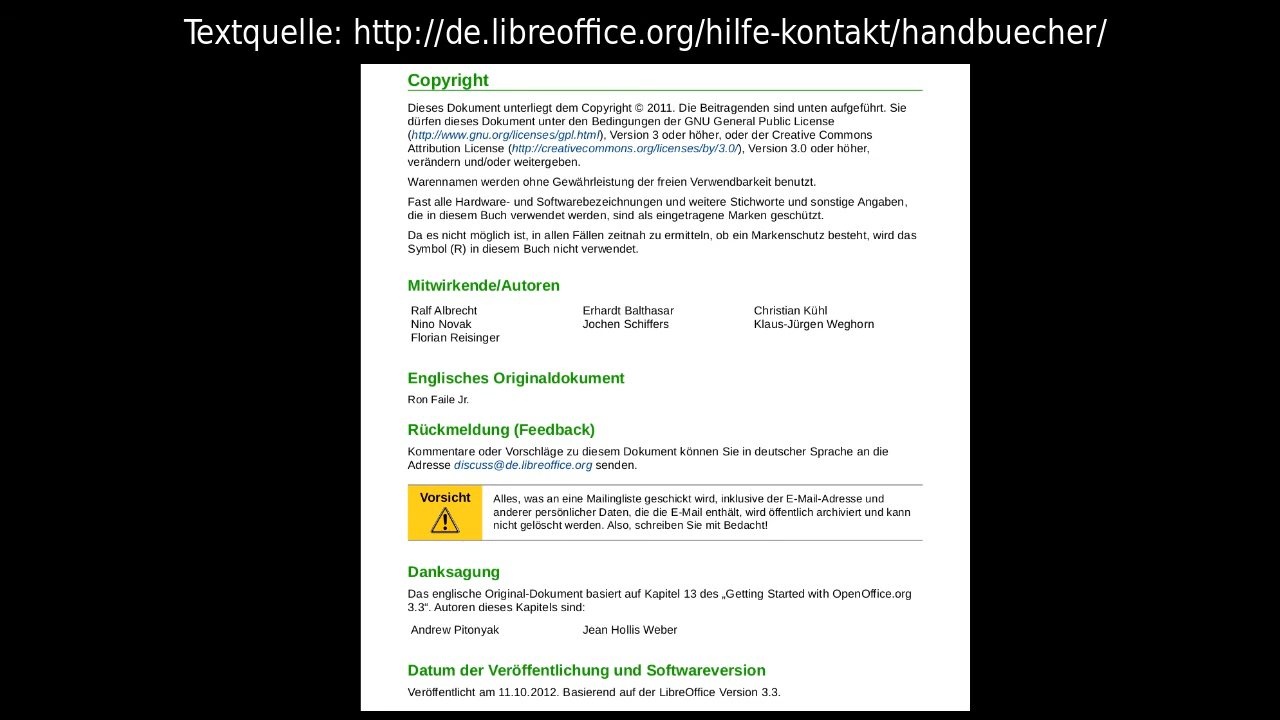 Textquelle: http://de.libreoffice.org/hilfe-kontakt/handbuecher/
Copyright
Dieses Dokument unterliegt dem Copyright © 2011. Die Beitragenden sind unten aufgeführt. Sie
dürfen dieses Dokument unter den Bedingungen der GNU General Public License
(http://www.gnu.org/licenses/gpl.html), Version 3 oder höher, oder der Creative Commons
Attribution License (http://creativecommons.org/licenses/by/3.0/), Version 3.0 oder höher,
verändern und/oder weitergeben.
Warennamen werden ohne Gewährleistung der freien Verwendbarkeit benutzt.
Fast alle Hardware- und Softwarebezeichnungen und weitere Stichworte und sonstige Angaben,
die in diesem Buch verwendet werden, sind als eingetragene Marken geschützt.
Da es nicht möglich ist, in allen Fällen zeitnah zu ermitteln, ob ein Markenschutz besteht, wird das
Symbol (R) in diesem Buch nicht verwendet.
Mitwirkende/Autoren
Ralf Albrecht Erhardt Balthasar Christian Kühl
Nino Novak Jochen Schiffers Klaus-Jürgen Weghorn
Florian Reisinger
Englisches Originaldokument
Ron Faile Jr.
Rückmeldung (Feedback)
Kommentare oder Vorschläge zu diesem Dokument können Sie in deutscher Sprache an die
Adresse discuss@de.libreoffice.org senden.
Vorsicht
Alles, was an eine Mailingliste geschickt wird, inklusive der E-Mail-Adresse und
anderer persönlicher Daten, die die E-Mail enthält, wird öffentlich archiviert und kann
nicht gelöscht werden. Also, schreiben Sie mit Bedacht!
Danksagung
Das englische Original-Dokument basiert auf Kapitel 13 des „Getting Started with OpenOffice.org
3.3“. Autoren dieses Kapitels sind:
Andrew Pitonyak Jean Hollis Weber
Datum der Veröffentlichung und Softwareversion
Veröffentlicht am 11.10.2012. Basierend auf der LibreOffice Version 3.3.